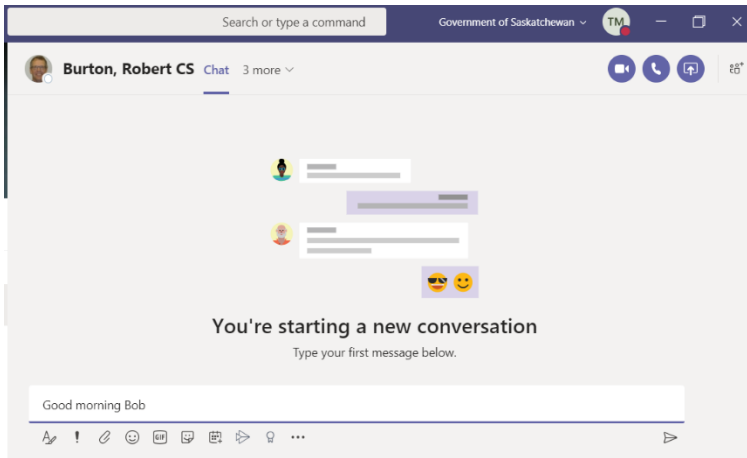 Search or type a command
Government of Saskatchewan
TM
Burton, Robert CS Chat 3 more
You're starting a new conversation
Type your first message below.
Good morning Bob
GIF